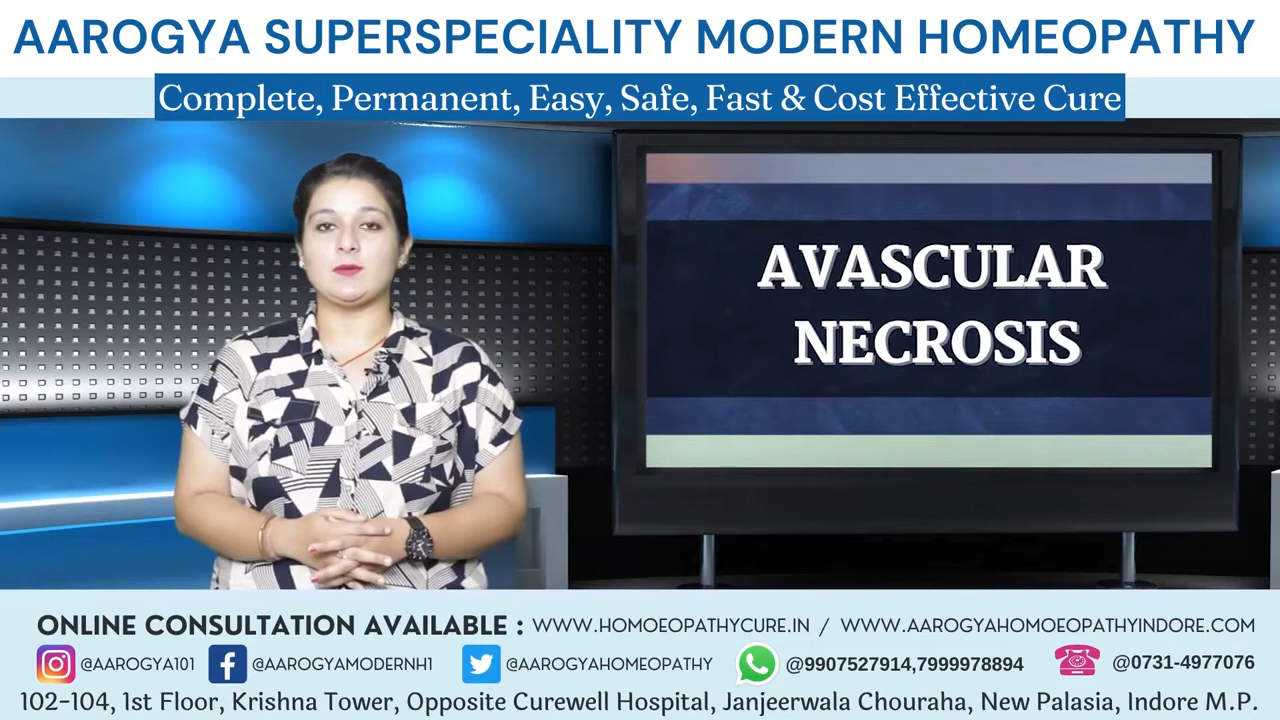 AAROGYA SUPERSPECIALITY MODERN HOMEOPATHY
Complete, Permanent, Easy, Safe, Fast & Cost Effective Cure
AVASCULAR
NECROSIS
ONLINE CONSULTATION AVAILABLE : WWW.HOMOEOPATHYCURE.IN / WWW.AAROGYAHOMOEOPATHYINDORE.COM
@AAROGYA101 @AAROGYAMODERNH1 @AAROGYAHOMEOPATHY @9907527914,7999978894 @0731-4977076
102-104, 1st Floor, Krishna Tower, Opposite Curewell Hospital, Janjeerwala Chouraha, New Palasia, Indore M.P.